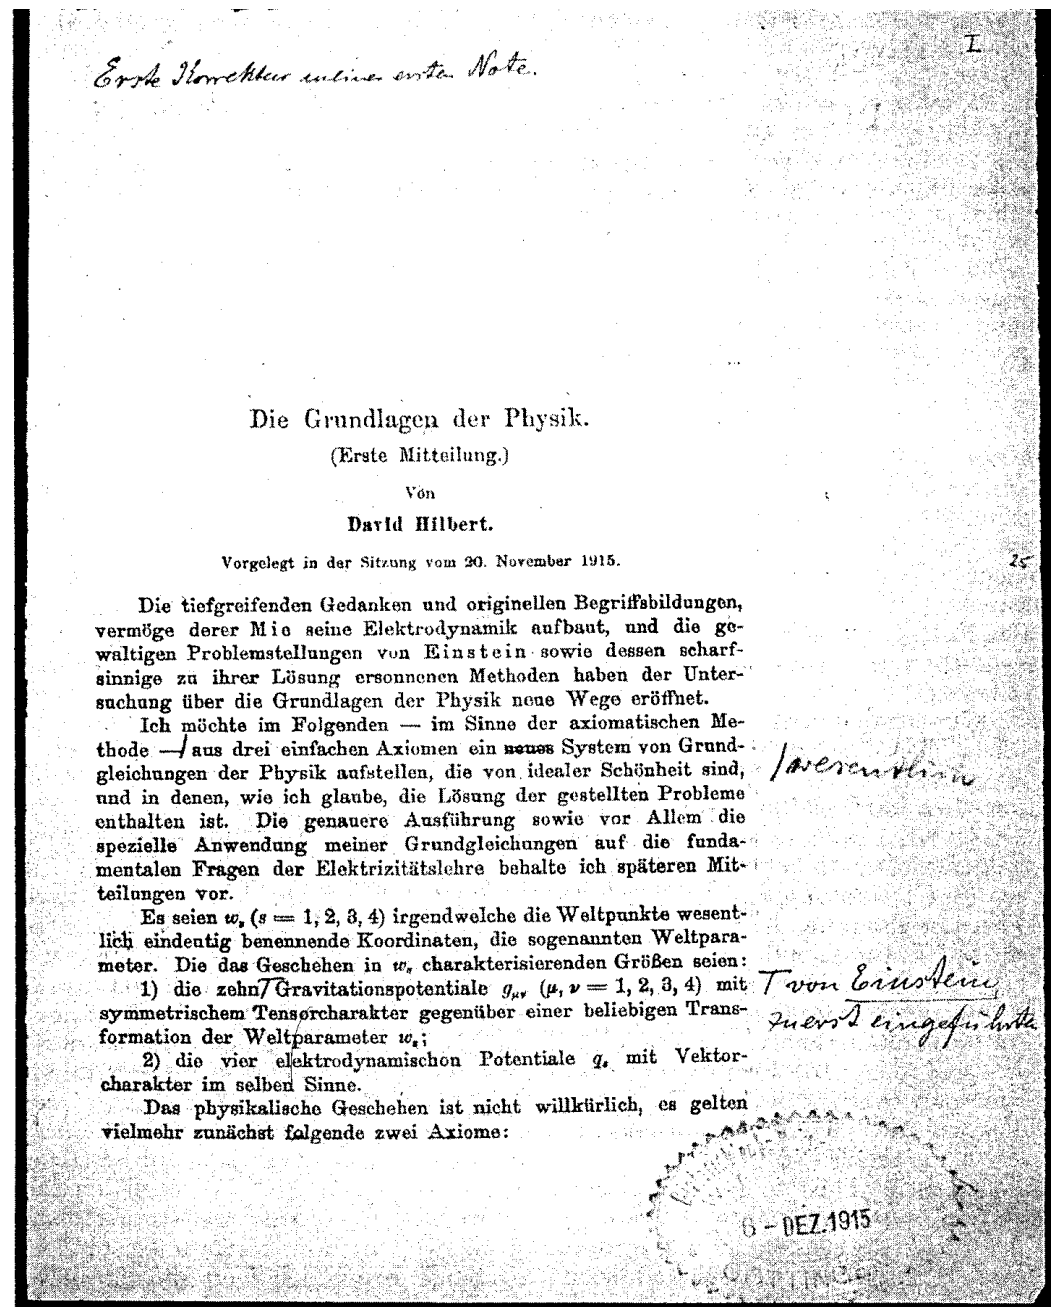 I
Erste Korrektur meiner ersten Note.
Die Grundlagen der Physik.
(Erste Mitteilung.)
Von
David Hilbert.
Vorgelegt in der Sitzung vom 20. November 1915.
25
Die tiefgreifenden Gedanken und originellen Begriffsbildungen,
vermöge derer Mie seine Elektrodynamik aufbaut, und die ge-
waltigen Problemstellungen von Einstein sowie dessen scharf-
sinnige zu ihrer Lösung ersonnenen Methoden haben der Unter-
suchung über die Grundlagen der Physik neue Wege eröffnet.
Ich möchte im Folgenden — im Sinne der axiomatischen Me-
thode — aus drei einfachen Axiomen ein neues System von Grund-
gleichungen der Physik aufstellen, die von idealer Schönheit sind,
und in denen, wie ich glaube, die Lösung der gestellten Probleme
enthalten ist. Die genauere Ausführung sowie vor Allem die
spezielle Anwendung meiner Grundgleichungen auf die funda-
mentalen Fragen der Elektrizitätslehre behalte ich späteren Mit-
teilungen vor.
/ wesentlich
Es seien wₛ (s = 1, 2, 3, 4) irgendwelche die Weltpunkte wesent-
lich eindeutig benennende Koordinaten, die sogenannten Weltpara-
meter. Die das Geschehen in wₛ charakterisierenden Größen seien:
1) die zehn Gravitationspotentiale gμν (μ, ν = 1, 2, 3, 4) mit
symmetrischem Tensorcharakter gegenüber einer beliebigen Trans-
formation der Weltparameter wₛ;
2) die vier elektrodynamischen Potentiale qₛ mit Vektor-
charakter im selben Sinne.
Das physikalische Geschehen ist nicht willkürlich, es gelten
vielmehr zunächst folgende zwei Axiome:
von Einstein
zuerst eingeführten
6 - DEZ.1915
GÖTTINGEN